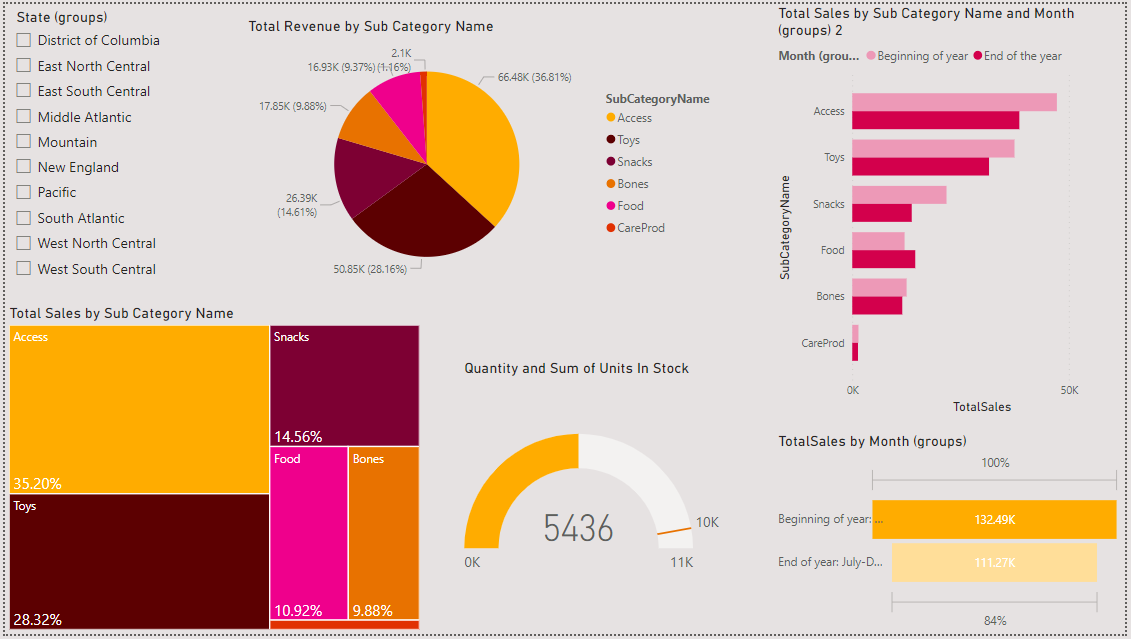 State (groups)
District of Columbia
East North Central
East South Central
Middle Atlantic
Mountain
New England
Pacific
South Atlantic
West North Central
West South Central
Total Revenue by Sub Category Name
2.1K
(1.16%)
16.93K (9.37%)
66.48K (36.81%)
17.85K (9.88%)
26.39K
(14.61%)
50.85K (28.16%)
SubCategoryName
Access
Toys
Snacks
Bones
Food
CareProd
Total Sales by Sub Category Name and Month
(groups) 2
Month (grou... Beginning of year End of the year
SubCategoryName
Access
Toys
Snacks
Food
Bones
CareProd
0K 50K
TotalSales
Total Sales by Sub Category Name
Access
35.20%
Toys
28.32%
Snacks
14.56%
Food
10.92%
Bones
9.88%
Quantity and Sum of Units In Stock
5436
10K
0K 11K
TotalSales by Month (groups)
100%
Beginning of year: ... 132.49K
End of year: July-D... 111.27K
84%